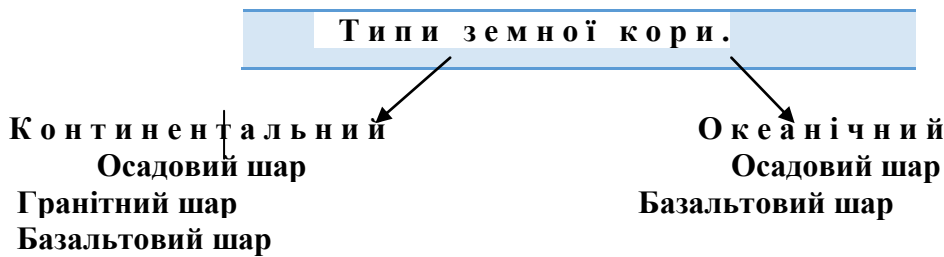 Типи земної кори.
Континентальний Океанічний
Осадовий шар Осадовий шар
Гранітний шар Базальтовий шар
Базальтовий шар